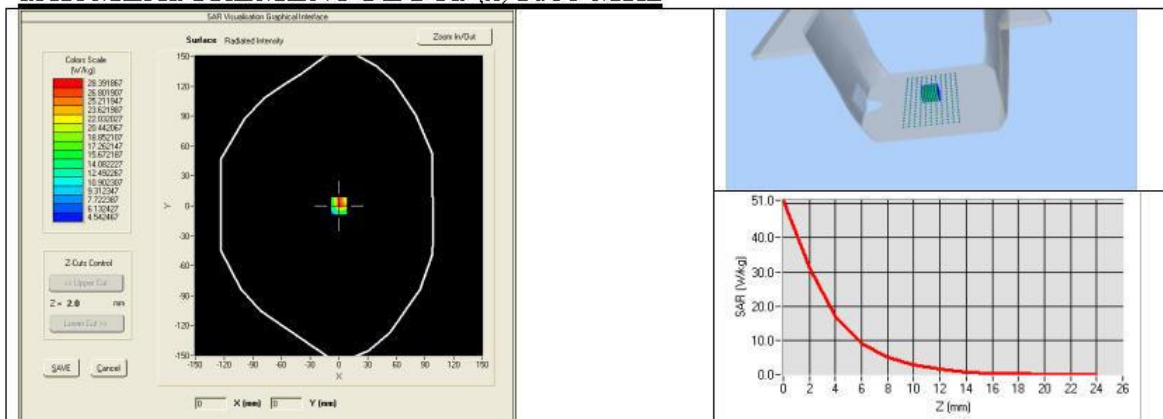 SAR Visualisation Graphical Interface
Surface Radiated Intensity
Zoom In/Out
Colors Scale
(W/kg)
28.391867
26.801907
25.211947
23.621987
22.032027
20.442067
18.852107
17.262147
15.672187
14.082227
12.492267
10.902307
9.312347
7.722387
6.132427
4.542467
150-
120-
90-
60-
30-
Y
0-
-30-
-60-
-90-
-120-
-150-
-150 -120 -90 -60 -30 0 30 60 90 120 150
X
Z-Cuts Control
<< Upper Cut
Z = 2.0 mm
Lower Cut >>
SAVE Cancel
0 X (mm) 0 Y (mm)
51.0-
40.0-
30.0-
20.0-
10.0-
0.0-
SAR (W/kg)
0 2 4 6 8 10 12 14 16 18 20 22 24 26
Z (mm)